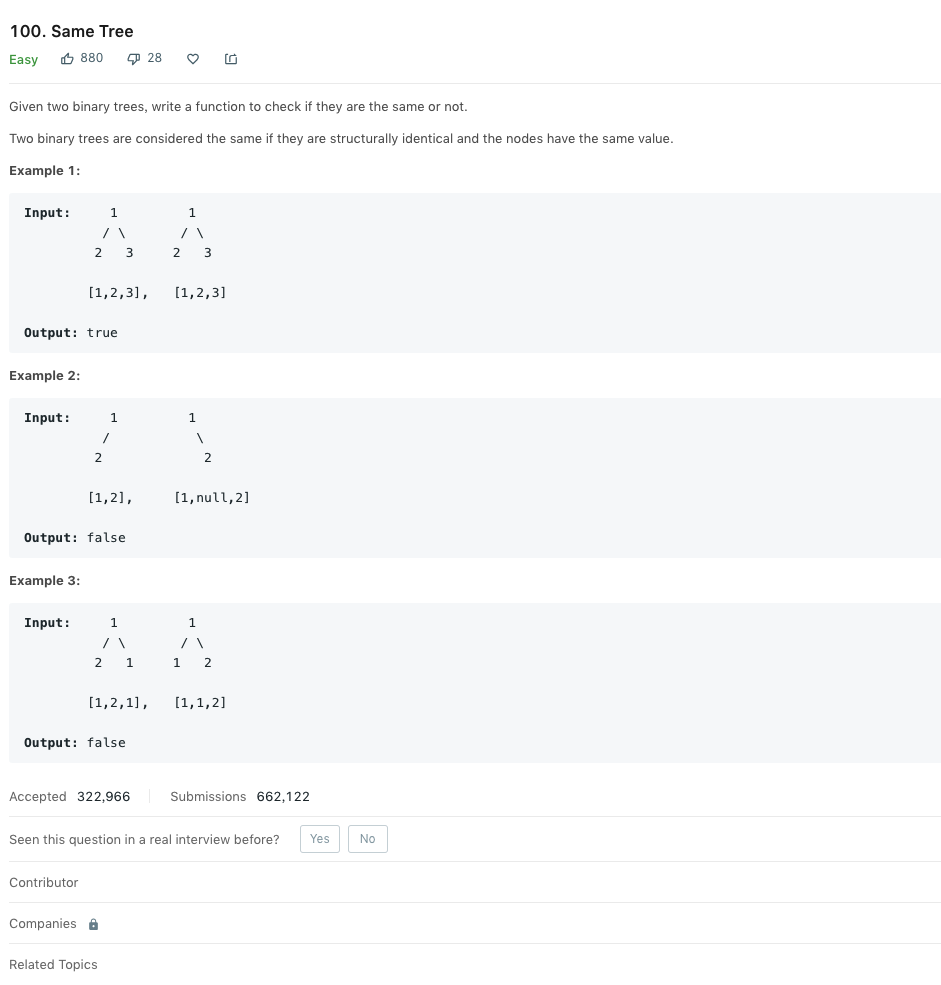 100. Same Tree
Easy 880 28
Given two binary trees, write a function to check if they are the same or not.
Two binary trees are considered the same if they are structurally identical and the nodes have the same value.
Example 1:
Input:     1         1
          / \       / \
         2   3     2   3
        [1,2,3],   [1,2,3]
Output: true
Example 2:
Input:     1         1
          /           \
         2             2
        [1,2],     [1,null,2]
Output: false
Example 3:
Input:     1         1
          / \       / \
         2   1     1   2
        [1,2,1],   [1,1,2]
Output: false
Accepted 322,966 Submissions 662,122
Seen this question in a real interview before? Yes No
Contributor
Companies
Related Topics